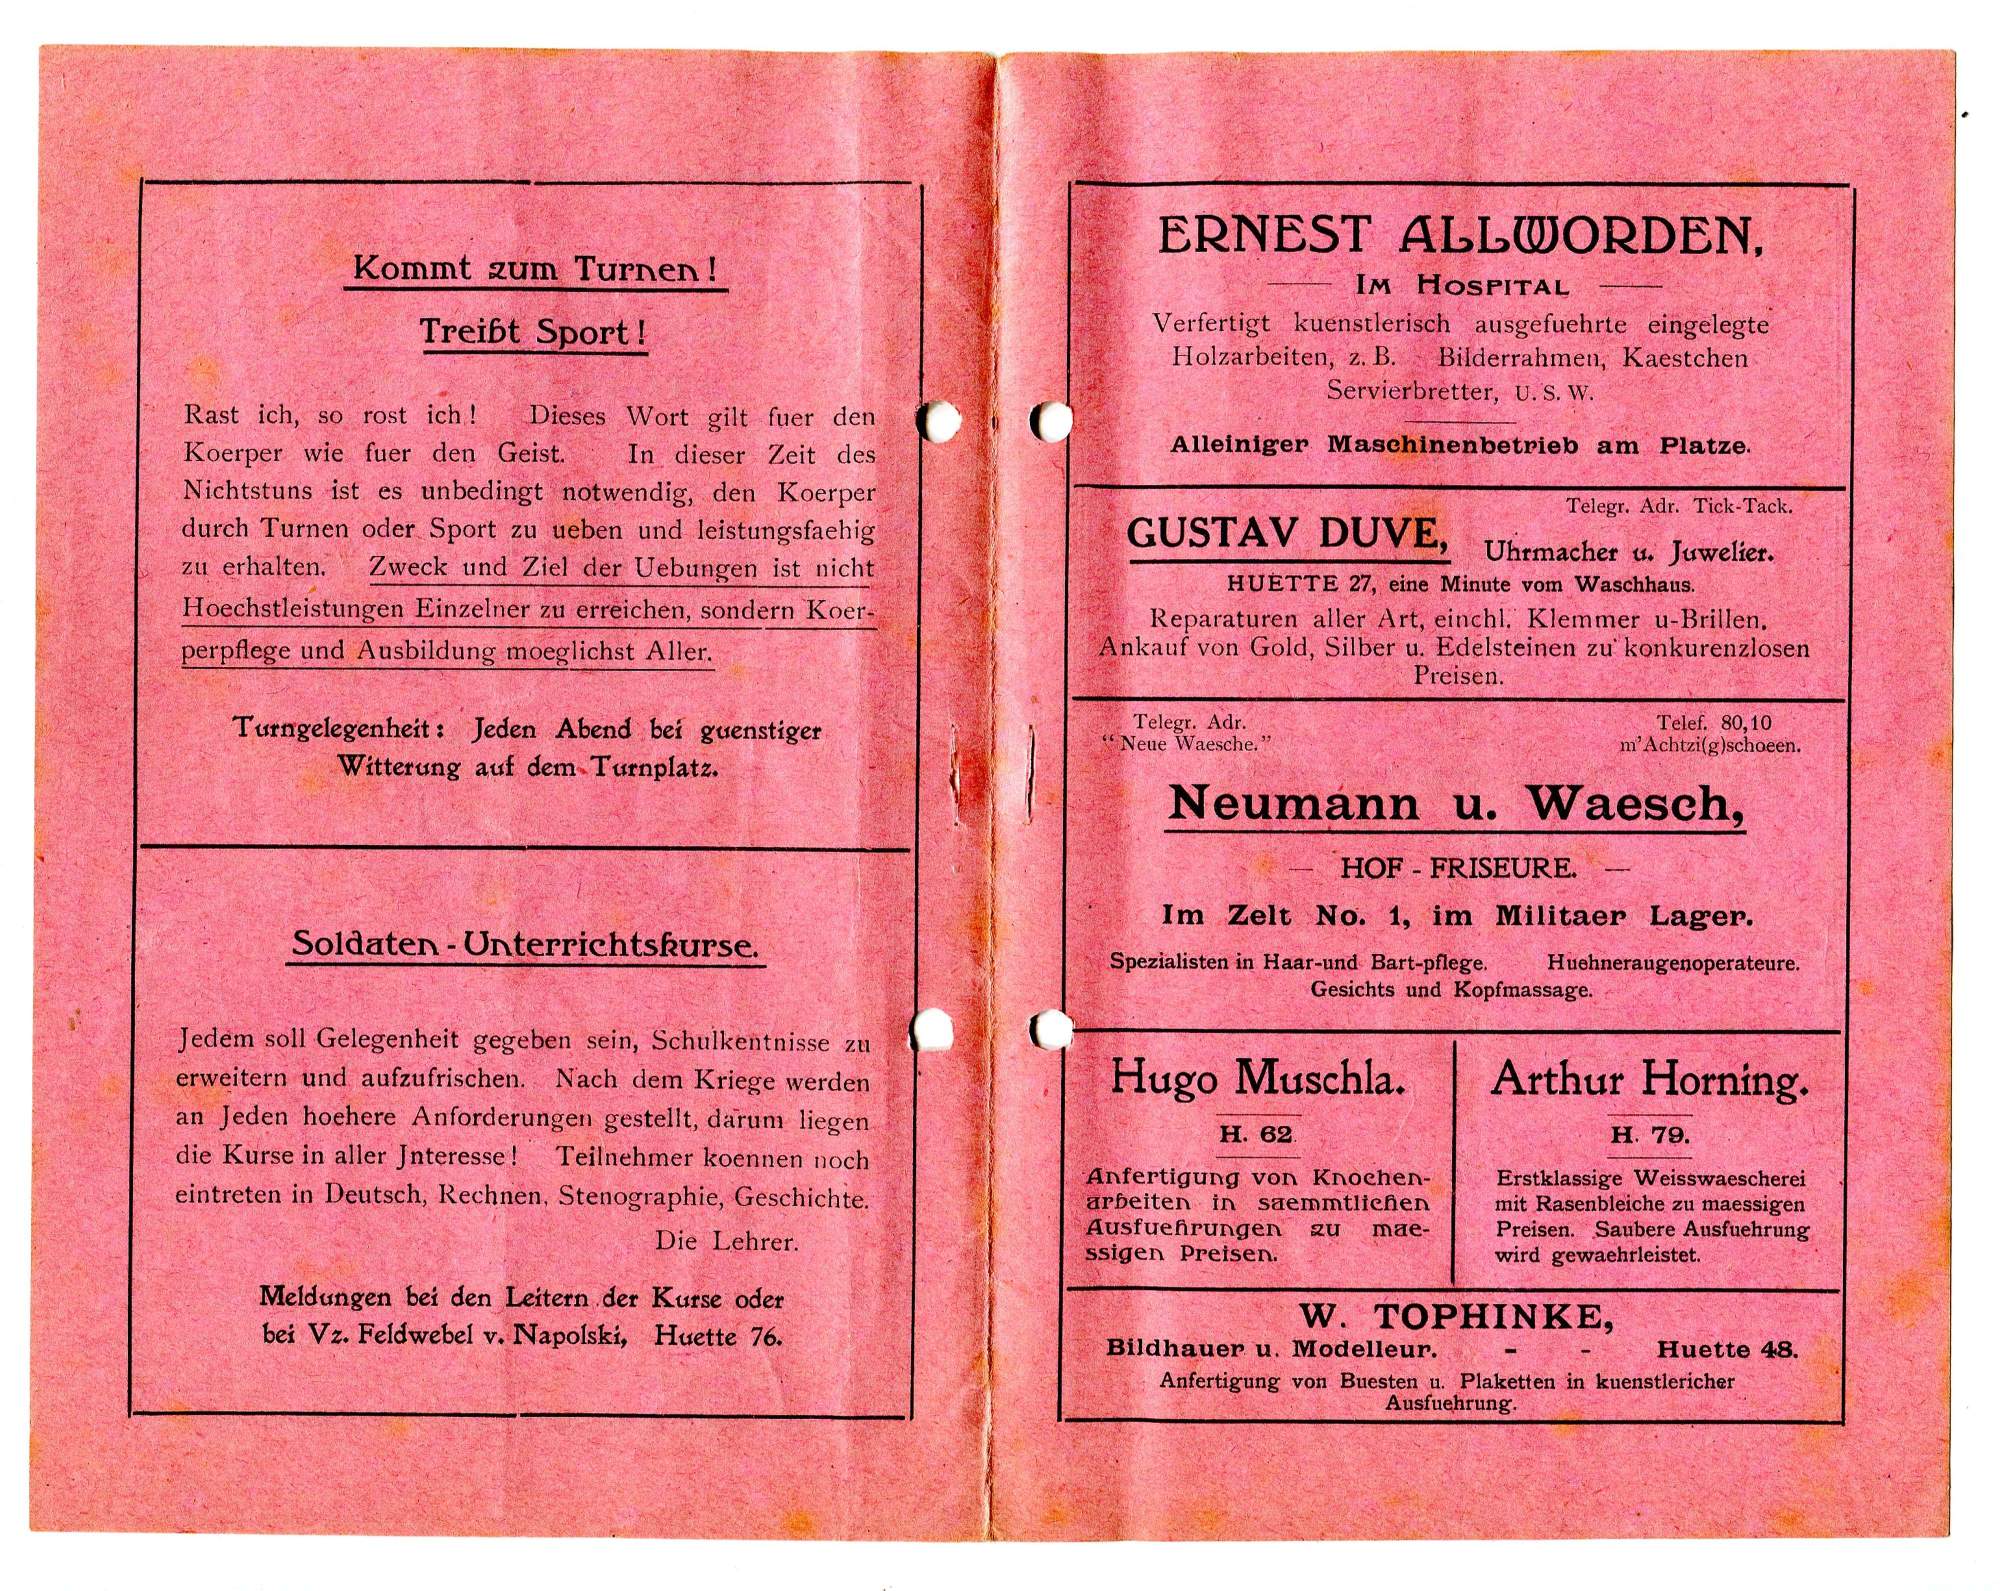 Kommt zum Turnen!
Treibt Sport!
Rast ich, so rost ich! Dieses Wort gilt fuer den
Koerper wie fuer den Geist. In dieser Zeit des
Nichtstuns ist es unbedingt notwendig, den Koerper
durch Turnen oder Sport zu ueben und leistungsfaehig
zu erhalten. Zweck und Ziel der Uebungen ist nicht
Hoechstleistungen Einzelner zu erreichen, sondern Koer-
perpflege und Ausbildung moeglichst Aller.
Turngelegenheit: Jeden Abend bei guenstiger
Witterung auf dem Turnplatz.
Soldaten-Unterrichtskurse.
Jedem soll Gelegenheit gegeben sein, Schulkentnisse zu
erweitern und aufzufrischen. Nach dem Kriege werden
an Jeden hoehere Anforderungen gestellt, darum liegen
die Kurse in aller Jnteresse! Teilnehmer koennen noch
eintreten in Deutsch, Rechnen, Stenographie, Geschichte.
Die Lehrer.
Meldungen bei den Leitern der Kurse oder
bei Vz. Feldwebel v. Napolski, Huette 76.
ERNEST ALLWORDEN,
IM HOSPITAL
Verfertigt kuenstlerisch ausgefuehrte eingelegte
Holzarbeiten, z. B. Bilderrahmen, Kaestchen
Servierbretter, U. S. W.
Alleiniger Maschinenbetrieb am Platze.
Telegr. Adr. Tick-Tack.
GUSTAV DUVE, Uhrmacher u. Juwelier.
HUETTE 27, eine Minute vom Waschhaus.
Reparaturen aller Art, einchl. Klemmer u-Brillen.
Ankauf von Gold, Silber u. Edelsteinen zu konkurenzlosen
Preisen.
Telegr. Adr. Telef. 80,10
"Neue Waesche." m'Achtzi(g)schoeen.
Neumann u. Waesch,
HOF-FRISEURE.
Im Zelt No. 1, im Militaer Lager.
Spezialisten in Haar-und Bart-pflege. Huehneraugenoperateure.
Gesichts und Kopfmassage.
Hugo Muschla.
H. 62
Anfertigung von Knochen-
arbeiten in saemmtlichen
Ausfuehrungen zu mae-
ssigen Preisen.
Arthur Horning.
H. 79.
Erstklassige Weisswaescherei
mit Rasenbleiche zu maessigen
Preisen. Saubere Ausfuehrung
wird gewaehrleistet.
W. TOPHINKE,
Bildhauer u. Modelleur. - - Huette 48.
Anfertigung von Buesten u. Plaketten in kuenstlericher
Ausfuehrung.